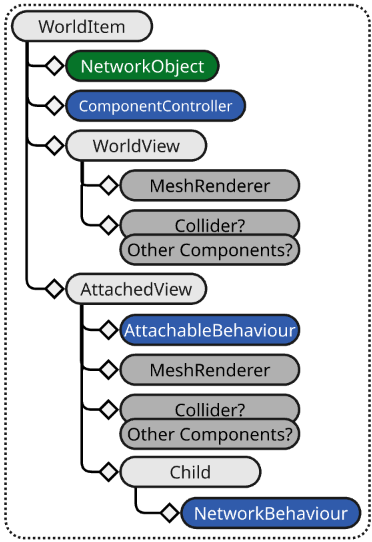 WorldItem
NetworkObject
ComponentController
WorldView
MeshRenderer
Collider?
Other Components?
AttachedView
AttachableBehaviour
MeshRenderer
Collider?
Other Components?
Child
NetworkBehaviour